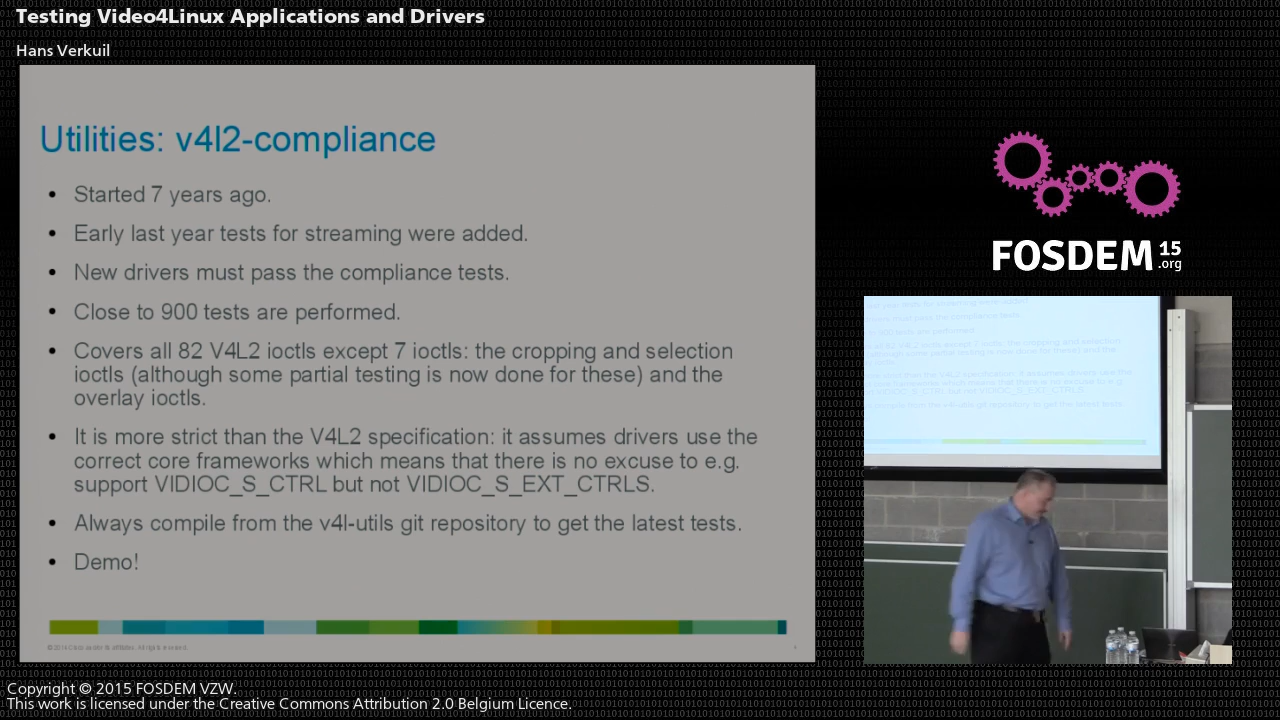 Testing Video4Linux Applications and Drivers
Hans Verkuil
Utilities: v4l2-compliance
• Started 7 years ago.
• Early last year tests for streaming were added.
• New drivers must pass the compliance tests.
• Close to 900 tests are performed.
• Covers all 82 V4L2 ioctls except 7 ioctls: the cropping and selection
ioctls (although some partial testing is now done for these) and the
overlay ioctls.
• It is more strict than the V4L2 specification: it assumes drivers use the
correct core frameworks which means that there is no excuse to e.g.
support VIDIOC_S_CTRL but not VIDIOC_S_EXT_CTRLS.
• Always compile from the v4l-utils git repository to get the latest tests.
• Demo!
FOSDEM 15
.org
Copyright © 2015 FOSDEM VZW.
This work is licensed under the Creative Commons Attribution 2.0 Belgium Licence.